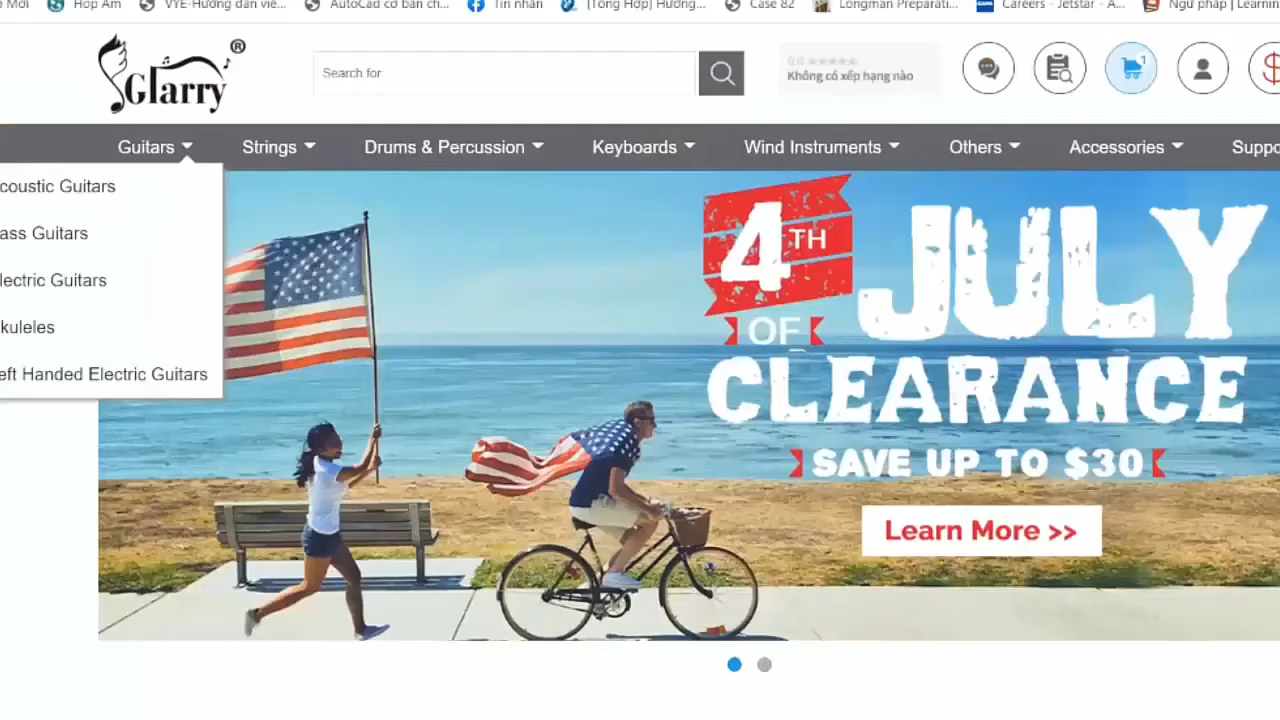 Hợp Âm
VYE-Hướng dẫn viê...
AutoCad cơ bản ch...
Tin nhắn
[Tổng Hợp] Hướng...
Case 82
Longman Preparati...
Careers - Jetstar - A...
Ngữ pháp | Learnin
Glarry ®
Search for
0.0
Không có xếp hạng nào
1
Guitars
Strings
Drums & Percussion
Keyboards
Wind Instruments
Others
Accessories
Suppo
coustic Guitars
ass Guitars
lectric Guitars
kuleles
eft Handed Electric Guitars
4TH
OF
JULY
CLEARANCE
SAVE UP TO $30
Learn More >>